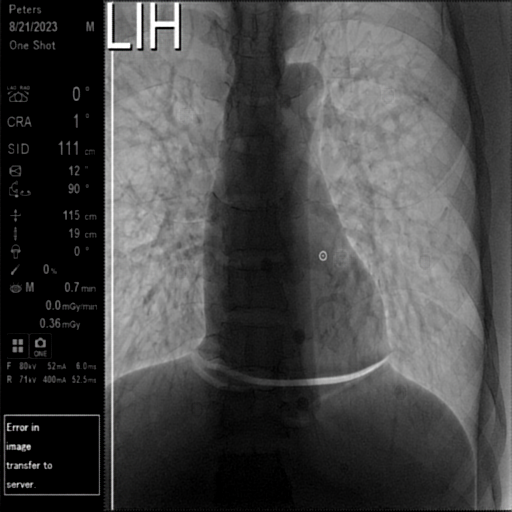 Peters
8/21/2023 M
One Shot
LIH
LAO RAO 0°
CRA 1°
SID 111 cm
12°
90°
115 cm
19 cm
0°
0%
M 0.7 min
0.0 mGy/min
0.36 mGy
ONE
F 80kV 52mA 6.0ms
R 71kV 400mA 52.5ms
Error in
image
transfer to
server.